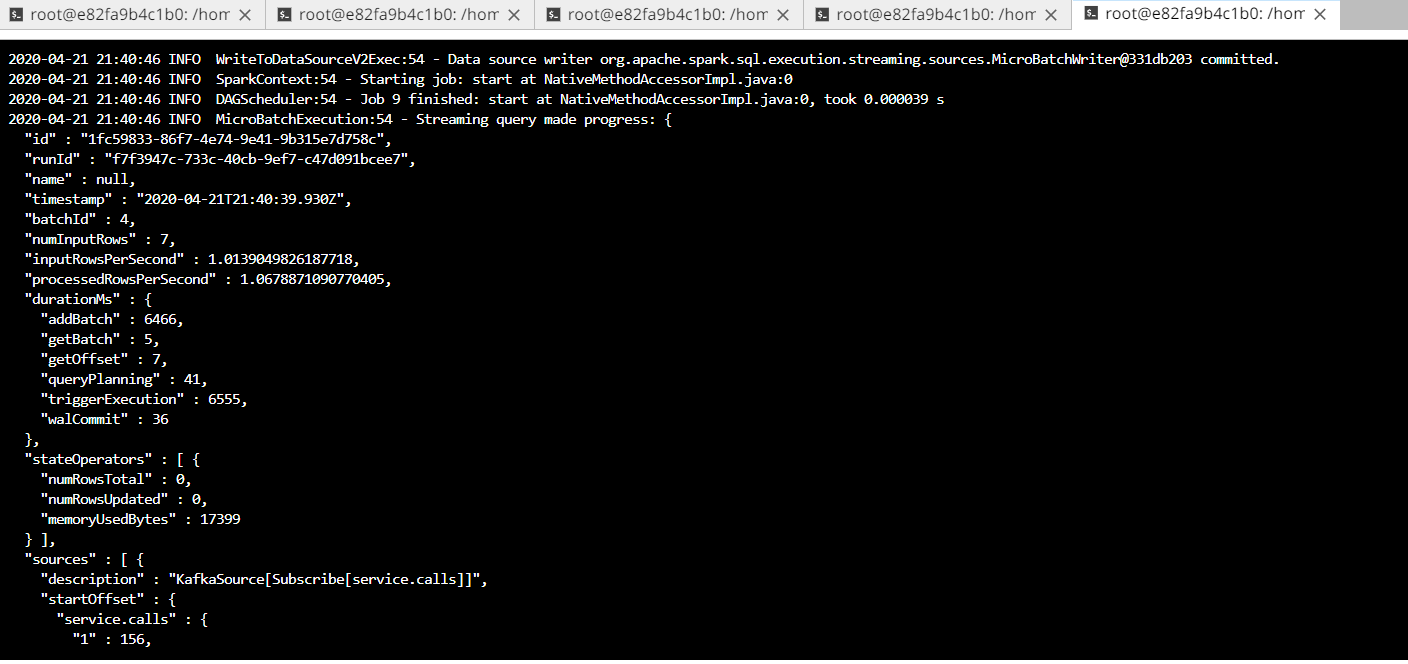 root@e82fa9b4c1b0: /hom
root@e82fa9b4c1b0: /hom
root@e82fa9b4c1b0: /hom
root@e82fa9b4c1b0: /hom
root@e82fa9b4c1b0: /hom
2020-04-21 21:40:46 INFO  WriteToDataSourceV2Exec:54 - Data source writer org.apache.spark.sql.execution.streaming.sources.MicroBatchWriter@331db203 committed.
2020-04-21 21:40:46 INFO  SparkContext:54 - Starting job: start at NativeMethodAccessorImpl.java:0
2020-04-21 21:40:46 INFO  DAGScheduler:54 - Job 9 finished: start at NativeMethodAccessorImpl.java:0, took 0.000039 s
2020-04-21 21:40:46 INFO  MicroBatchExecution:54 - Streaming query made progress: {
  "id" : "1fc59833-86f7-4e74-9e41-9b315e7d758c",
  "runId" : "f7f3947c-733c-40cb-9ef7-c47d091bcee7",
  "name" : null,
  "timestamp" : "2020-04-21T21:40:39.930Z",
  "batchId" : 4,
  "numInputRows" : 7,
  "inputRowsPerSecond" : 1.0139049826187718,
  "processedRowsPerSecond" : 1.0678871090770405,
  "durationMs" : {
    "addBatch" : 6466,
    "getBatch" : 5,
    "getOffset" : 7,
    "queryPlanning" : 41,
    "triggerExecution" : 6555,
    "walCommit" : 36
  },
  "stateOperators" : [ {
    "numRowsTotal" : 0,
    "numRowsUpdated" : 0,
    "memoryUsedBytes" : 17399
  } ],
  "sources" : [ {
    "description" : "KafkaSource[Subscribe[service.calls]]",
    "startOffset" : {
      "service.calls" : {
        "1" : 156,